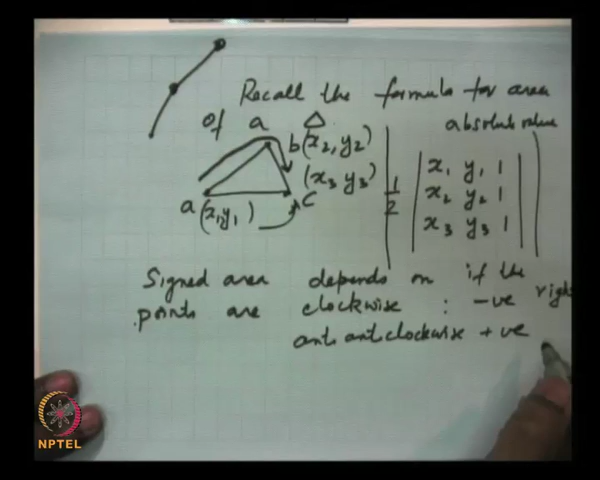 Recall the formula for area
of a △
absolute value
b(x₂, y₂)
(x₃ y₃)
a(x₁ y₁)
c
1/2
x₁ y₁ 1
x₂ y₂ 1
x₃ y₃ 1
Signed area depends on if the
points are clockwise : -ve right
anti anticlockwise +ve
NPTEL